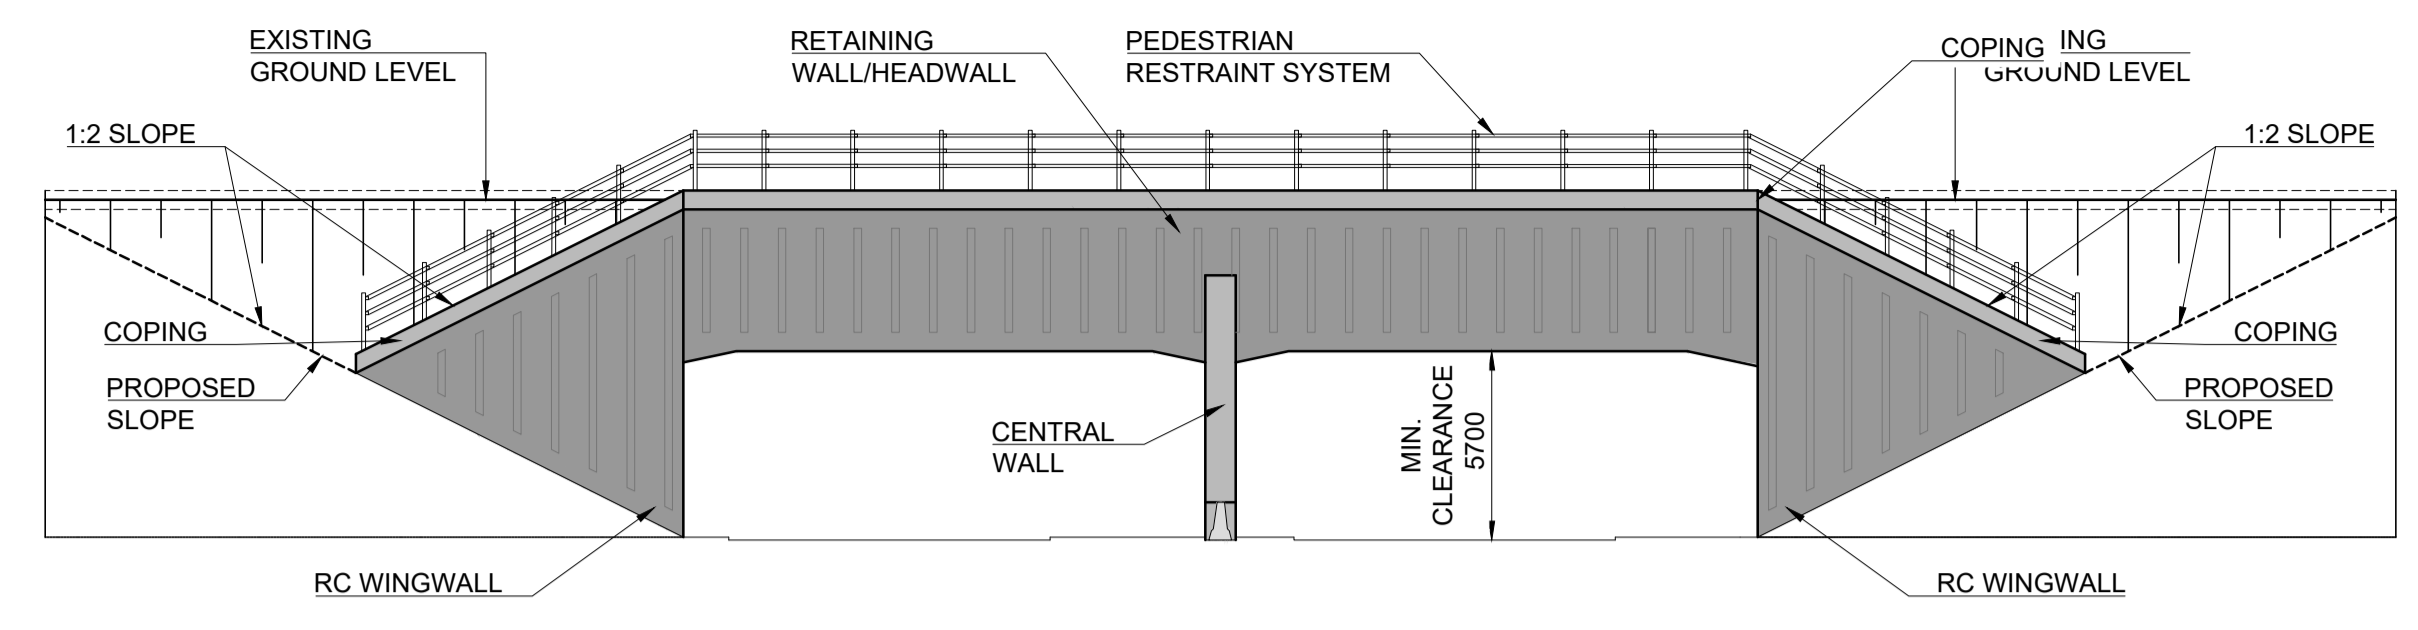 EXISTING
GROUND LEVEL
RETAINING
WALL/HEADWALL
PEDESTRIAN
RESTRAINT SYSTEM
COPING
ING
GROUND LEVEL
1:2 SLOPE
1:2 SLOPE
COPING
COPING
PROPOSED
SLOPE
PROPOSED
SLOPE
CENTRAL
WALL
MIN.
CLEARANCE
5700
RC WINGWALL
RC WINGWALL